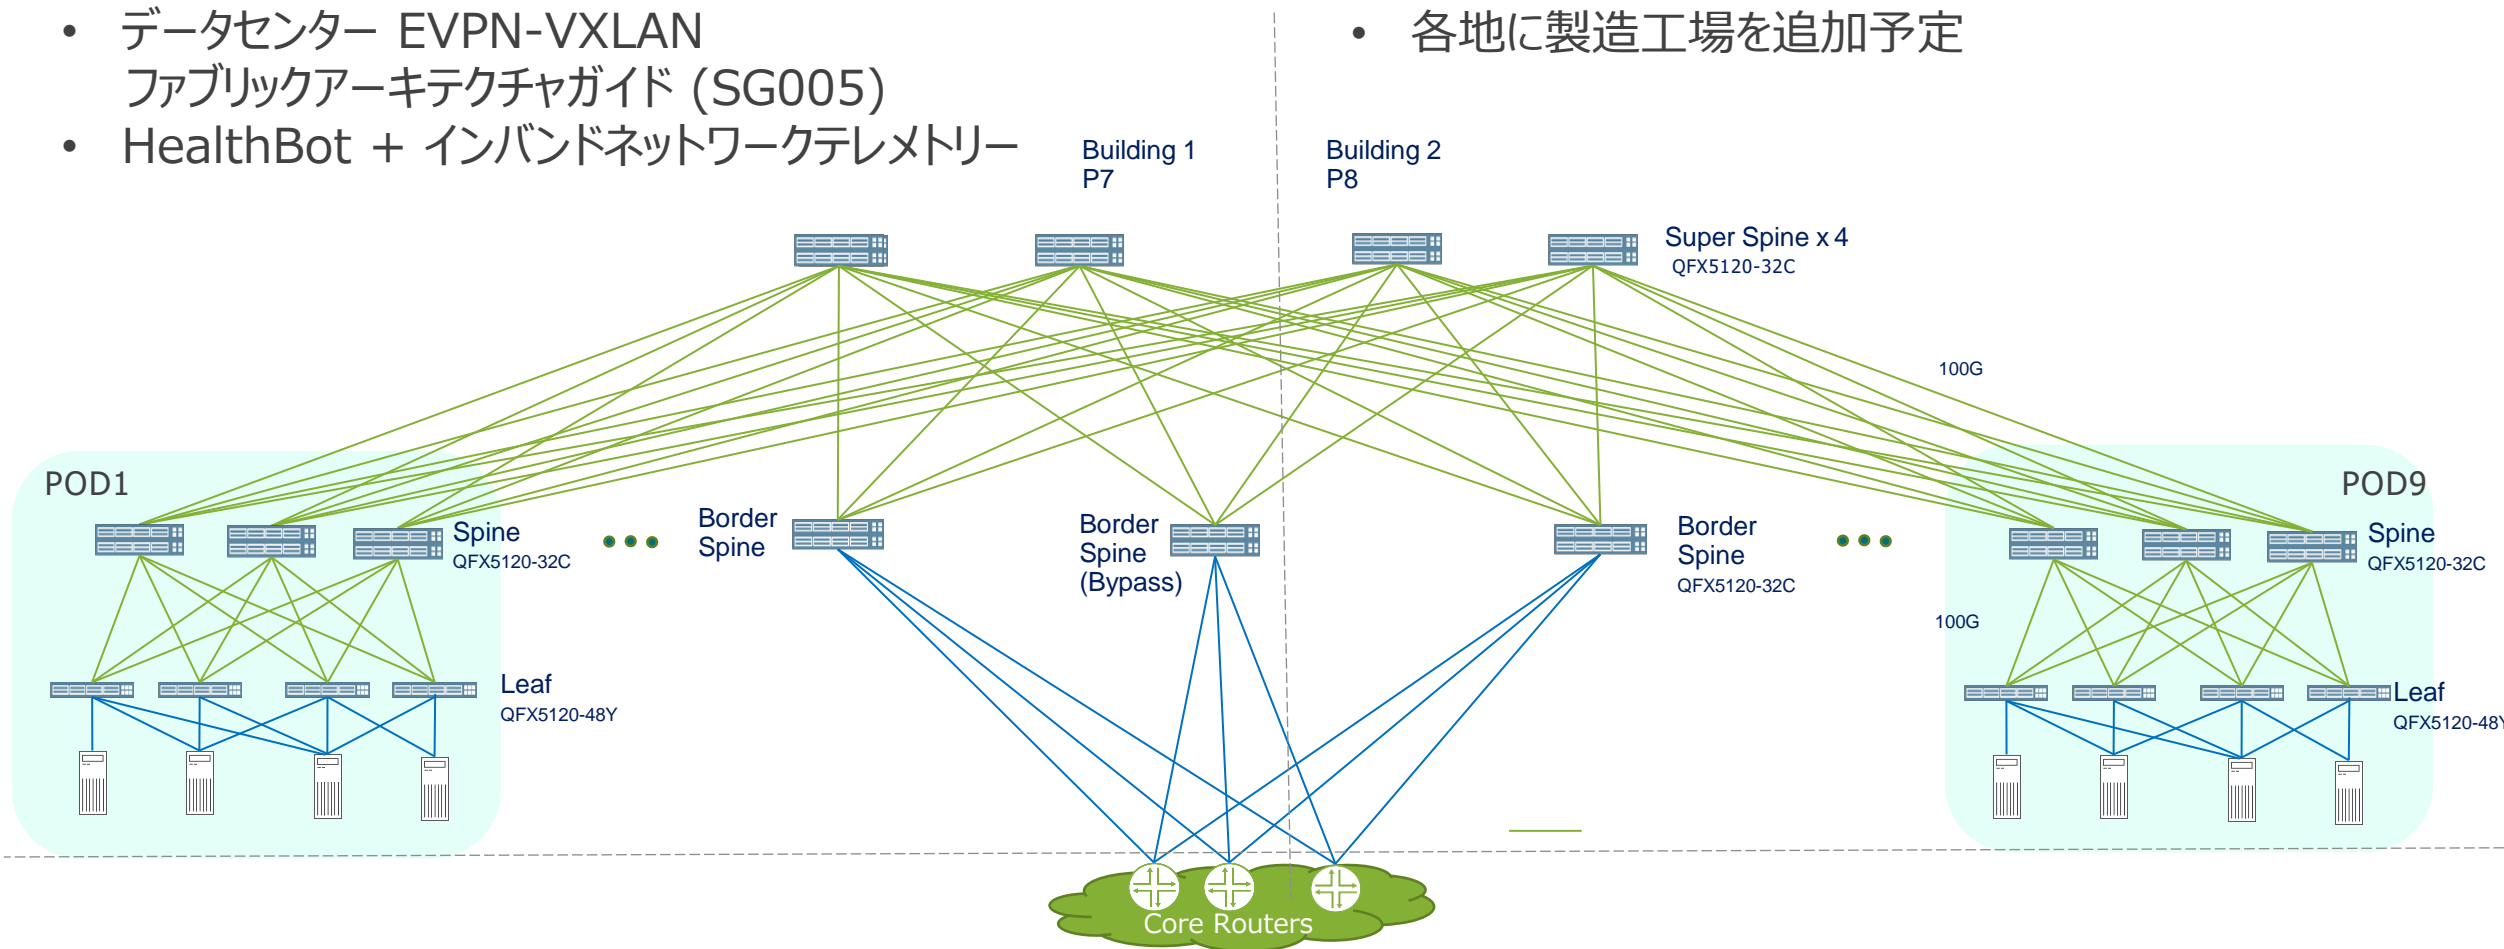 • データセンター EVPN-VXLAN
ファブリックアーキテクチャガイド (SG005)
• HealthBot + インバンドネットワークテレメトリー
• 各地に製造工場を追加予定
Building 1
P7
Building 2
P8
Super Spine x 4
QFX5120-32C
100G
POD1
Spine
QFX5120-32C
Border
Spine
Border
Spine
(Bypass)
Border
Spine
QFX5120-32C
POD9
Spine
QFX5120-32C
100G
Leaf
QFX5120-48Y
Leaf
QFX5120-48Y
Core Routers